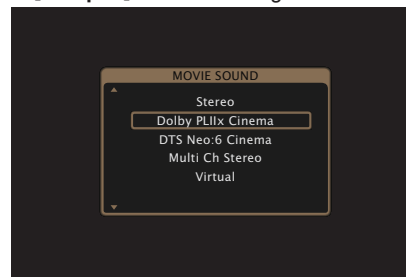 MOVIE SOUND
Stereo
Dolby PLIIx Cinema
DTS Neo:6 Cinema
Multi Ch Stereo
Virtual